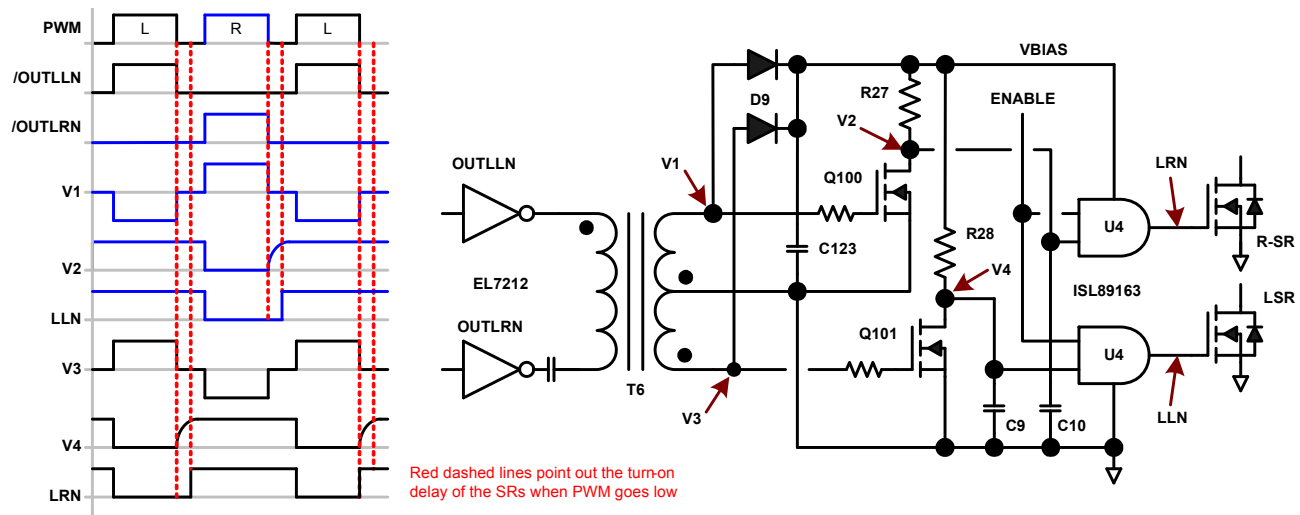 PWM
L
R
L
/OUTLLN
/OUTLRN
V1
V2
LLN
V3
V4
LRN
Red dashed lines point out the turn-on
delay of the SRs when PWM goes low
OUTLLN
EL7212
OUTLRN
T6
V1
V3
D9
C123
Q100
Q101
V2
R27
R28
V4
VBIAS
ENABLE
C9
C10
U4
ISL89163
U4
LRN
LLN
R-SR
LSR